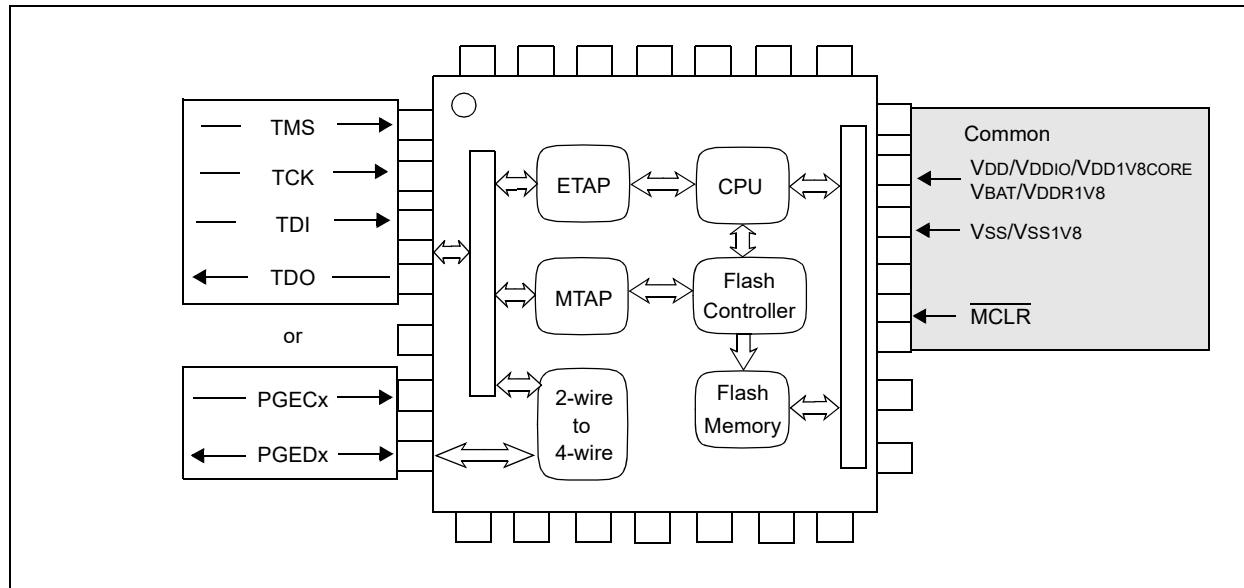 TMS
TCK
TDI
TDO
or
PGECx
PGEDx
ETAP
CPU
MTAP
Flash
Controller
2-wire
to
4-wire
Flash
Memory
Common
VDD/VDDIO/VDD1V8CORE
VBAT/VDDR1V8
VSS/VSS1V8
MCLR